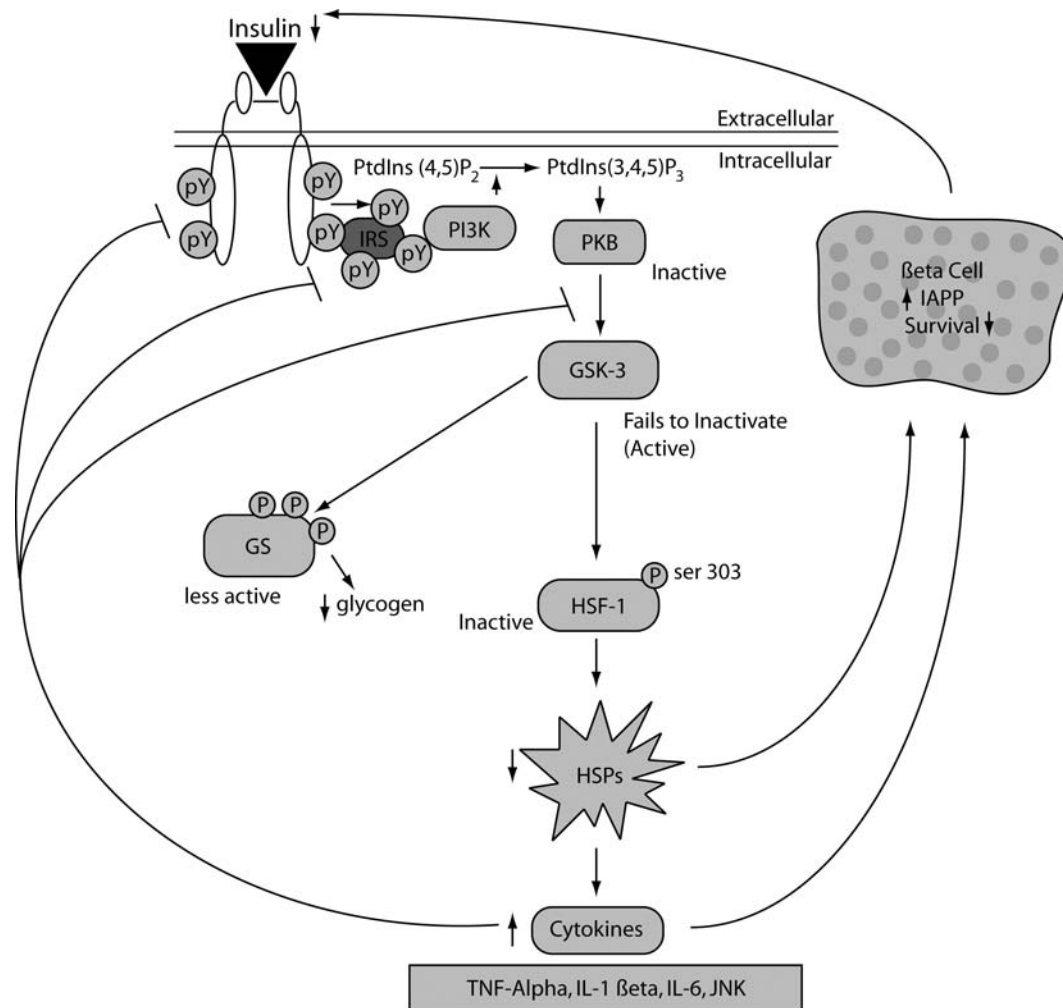 Insulin
Extracellular
Intracellular
PtdIns (4,5)P2
PtdIns(3,4,5)P3
pY
pY
pY
pY
pY
pY
pY
IRS
PI3K
PKB
Inactive
ßeta Cell
IAPP
Survival
GSK-3
Fails to Inactivate
(Active)
P
P
P
GS
less active
glycogen
P
ser 303
HSF-1
Inactive
HSPs
Cytokines
TNF-Alpha, IL-1 ßeta, IL-6, JNK